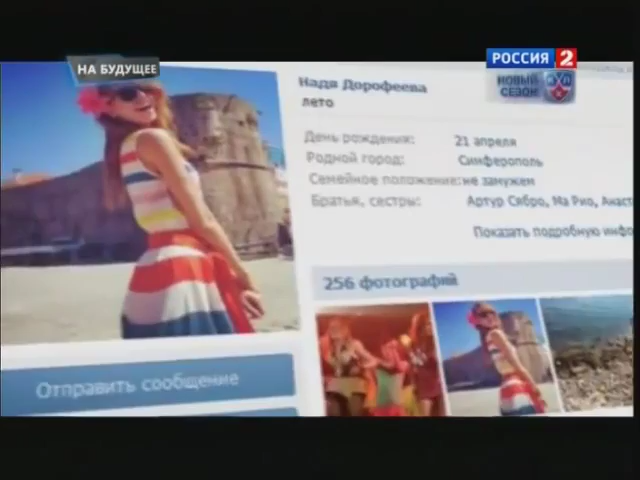 НА БУДУЩЕЕ
РОССИЯ 2
НОВЫЙ
СЕЗОН
Надя Дорофеева
лето
День рождения: 21 апреля
Родной город: Симферополь
Семейное положение: не замужем
Братья, сестры: Артур Сябро, Ма Рио, Анаст
Показать подробную инфо
256 фотографий
Отправить сообщение